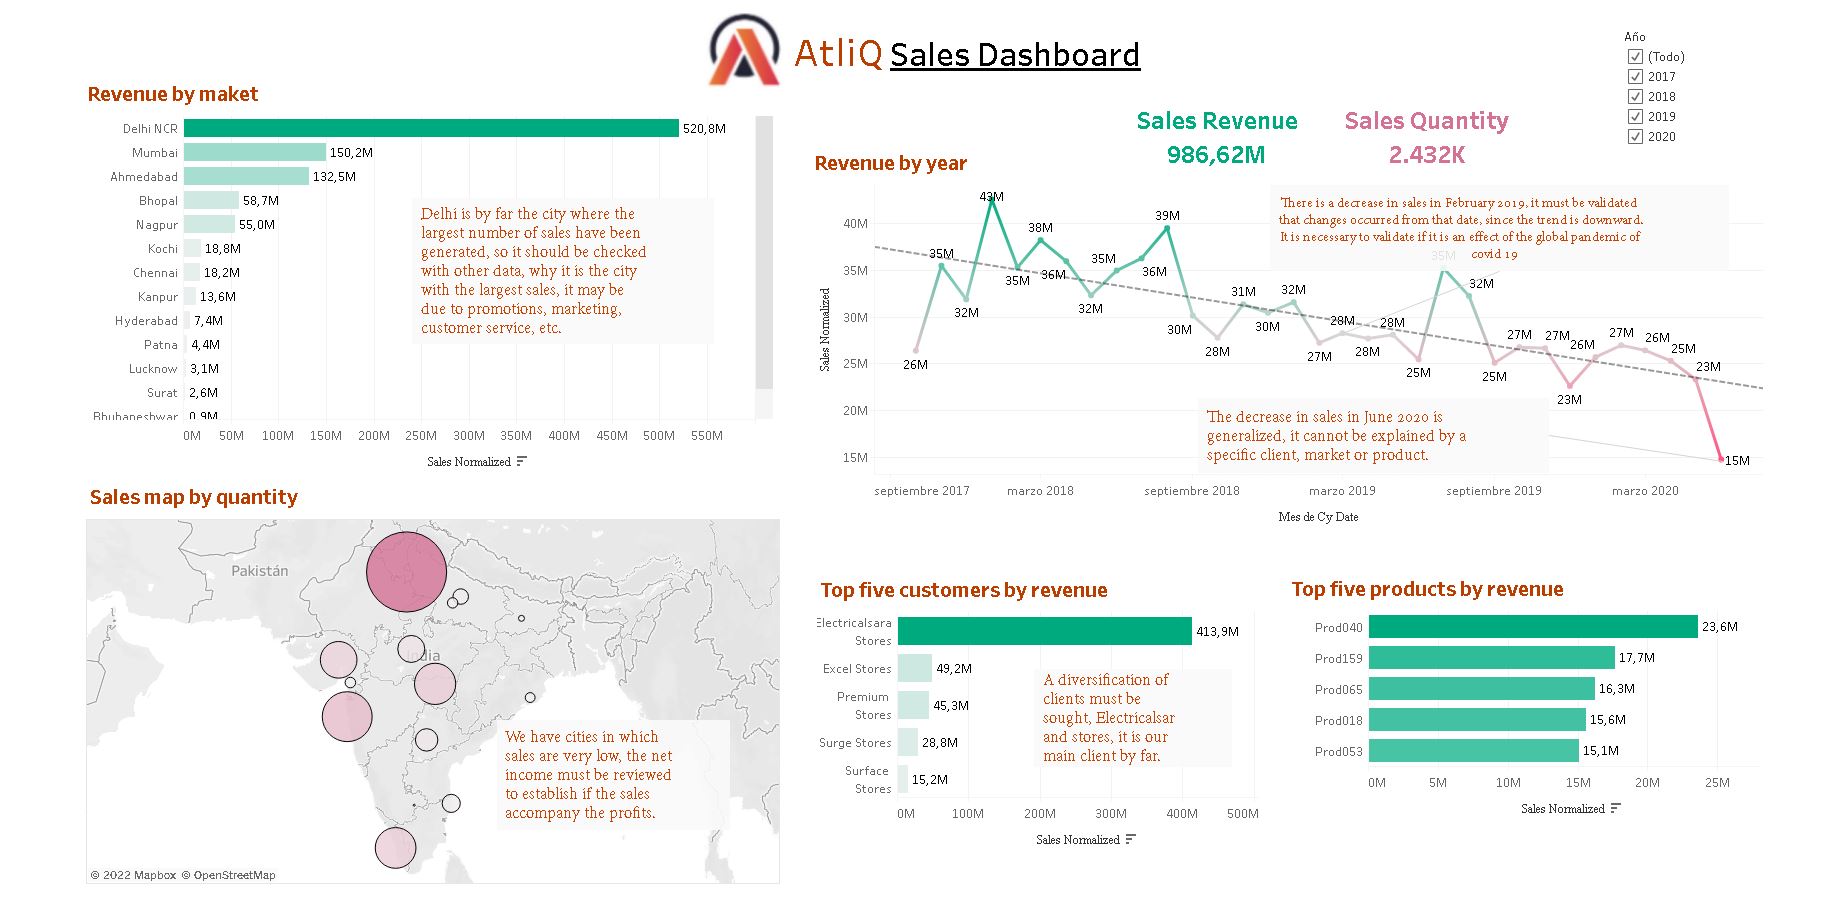 AtliQ Sales Dashboard
Año
(Todo)
2017
2018
2019
2020
Revenue by maket
Delhi NCR 520,8M
Mumbai 150,2M
Ahmedabad 132,5M
Bhopal 58,7M
Nagpur 55,0M
Kochi 18,8M
Chennai 18,2M
Kanpur 13,6M
Hyderabad 7,4M
Patna 4,4M
Lucknow 3,1M
Surat 2,6M
Bhubaneshwar 0,9M
0M 50M 100M 150M 200M 250M 300M 350M 400M 450M 500M 550M
Sales Normalized
Delhi is by far the city where the
largest number of sales have been
generated, so it should be checked
with other data, why it is the city
with the largest sales, it may be
due to promotions, marketing,
customer service, etc.
Sales Revenue
986,62M
Sales Quantity
2.432K
Revenue by year
There is a decrease in sales in February 2019, it must be validated
that changes occurred from that date, since the trend is downward.
It is necessary to validate if it is an effect of the global pandemic of
covid 19
Sales Normalized
40M
35M
30M
25M
20M
15M
26M
35M
32M
43M
35M
38M
36M
32M
35M
36M
39M
30M
28M
31M
30M
32M
27M
28M
28M
28M
25M
35M
32M
25M
27M
27M
23M
26M
27M
26M
25M
23M
15M
The decrease in sales in June 2020 is
generalized, it cannot be explained by a
specific client, market or product.
septiembre 2017 marzo 2018 septiembre 2018 marzo 2019 septiembre 2019 marzo 2020
Mes de Cy Date
Sales map by quantity
Pakistán
India
We have cities in which
sales are very low, the net
income must be reviewed
to establish if the sales
accompany the profits.
© 2022 Mapbox © OpenStreetMap
Top five customers by revenue
Electricalsara
Stores
413,9M
Excel Stores 49,2M
Premium
Stores
45,3M
Surge Stores 28,8M
Surface
Stores
15,2M
0M 100M 200M 300M 400M 500M
Sales Normalized
A diversification of
clients must be
sought, Electricalsar
and stores, it is our
main client by far.
Top five products by revenue
Prod040 23,6M
Prod159 17,7M
Prod065 16,3M
Prod018 15,6M
Prod053 15,1M
0M 5M 10M 15M 20M 25M
Sales Normalized